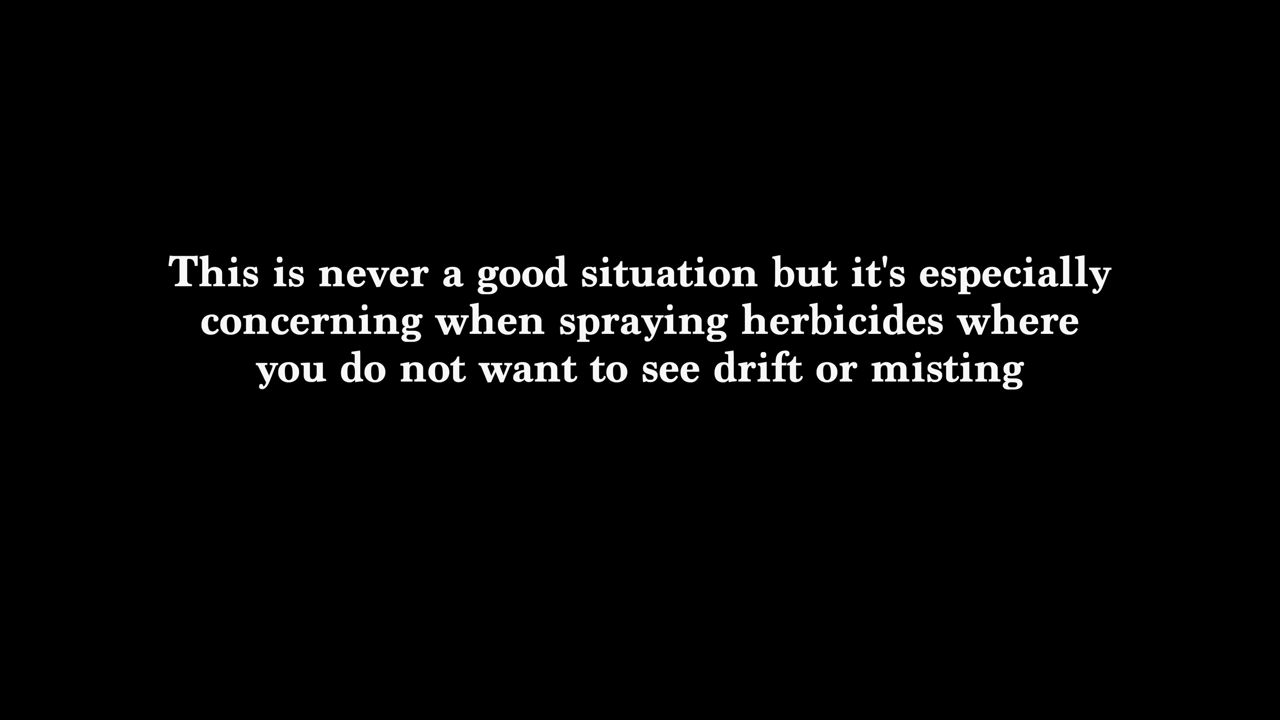 This is never a good situation but it's especially
concerning when spraying herbicides where
you do not want to see drift or misting